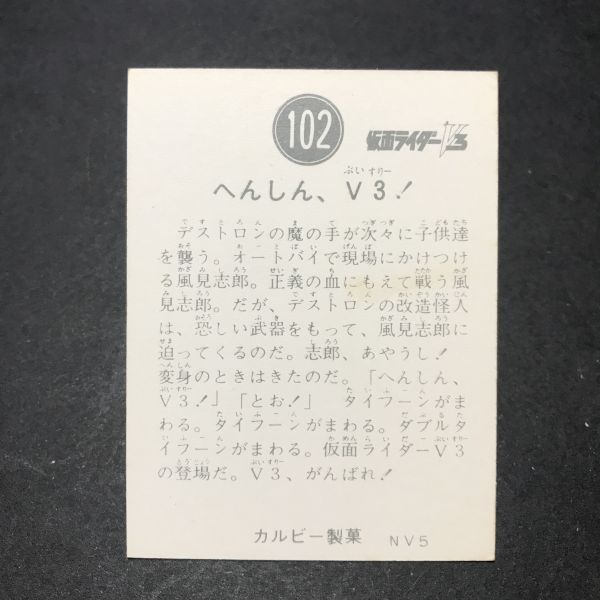 102
仮面ライダーV3
へんしん、V3！
デストロンの魔の手が次々に子供達
を襲う。オートバイで現場にかけつけ
る風見志郎。正義の血にもえて戦う風
見志郎。だが、デストロンの改造怪人
は、恐しい武器をもって、風見志郎に
迫ってくるのだ。志郎、あやうし！
変身のときはきたのだ。「へんしん、
V3！」「とお！」　タイフーンがま
わる。タイフーンがまわる。ダブルタ
イフーンがまわる。仮面ライダーV3
の登場だ。V3、がんばれ！
カルビー製菓 NV5